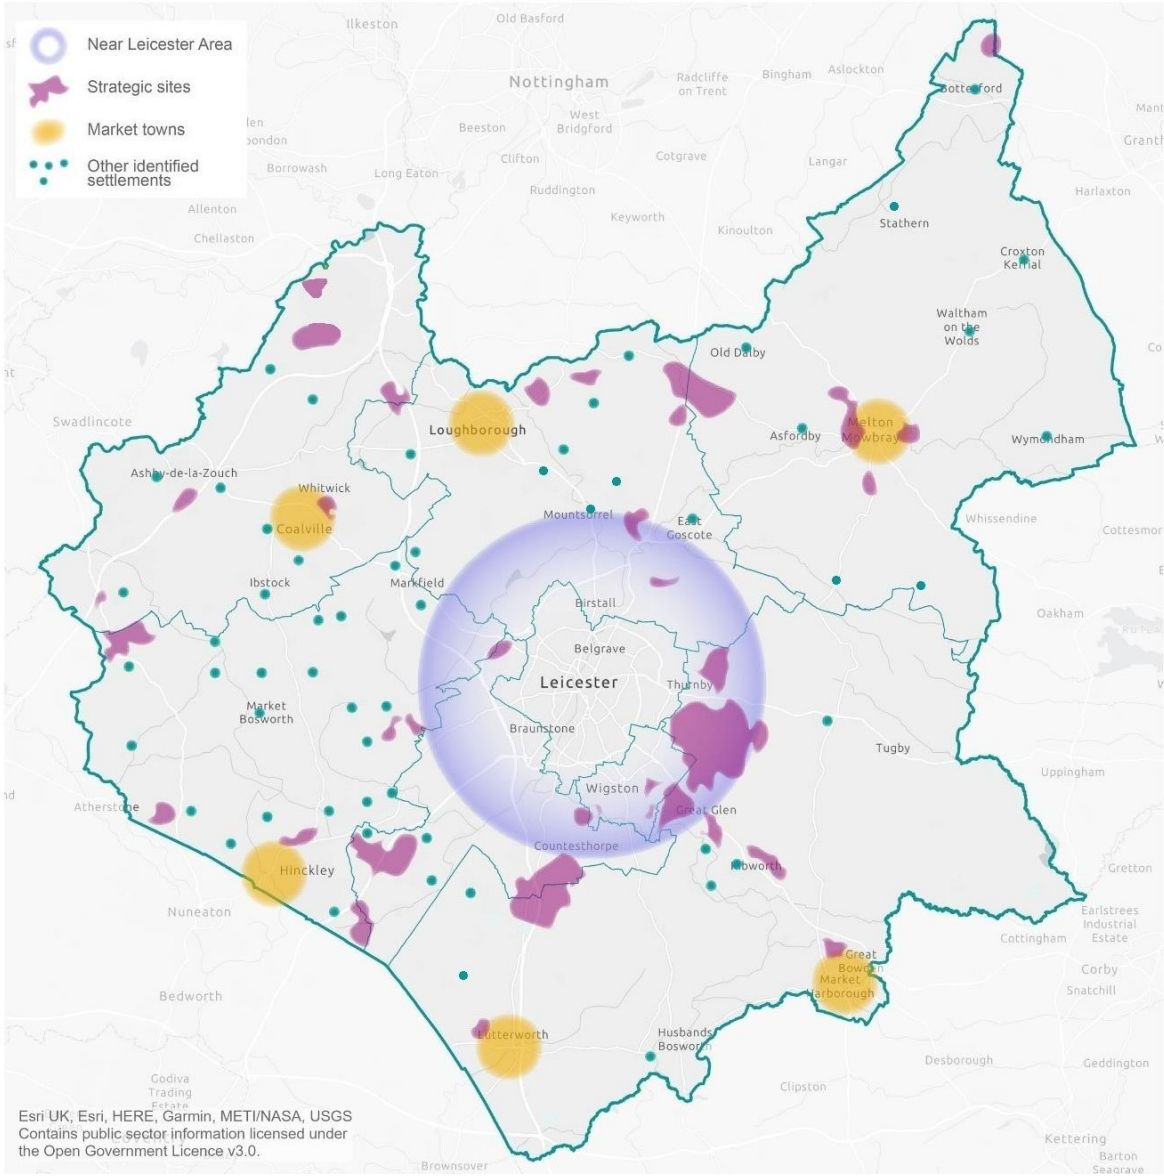 Near Leicester Area
Strategic sites
Market towns
Other identified
settlements
Ilkeston
Old Basford
Nottingham
Radcliffe
on Trent
Bingham
Aslockton
Bottesford
West
Bridgford
Beeston
Clifton
Cotgrave
Langar
Borrowash
Long Eaton
Ruddington
Harlaxton
Allenton
Keyworth
Stathern
Chellaston
Kinoulton
Croxton
Kerrial
Waltham
on the
Wolds
Old Dalby
Swadlincote
Loughborough
Melton
Mowbray
Asfordby
Wymondham
Ashby-de-la-Zouch
Whitwick
Coalville
Mountsorrel
East
Goscote
Whissendine
Ibstock
Markfield
Birstall
Oakham
Belgrave
Leicester
Thurnby
Market
Bosworth
Braunstone
Tugby
Uppingham
Atherstone
Wigston
Great Glen
Countesthorpe
Kibworth
Hinckley
Gretton
Nuneaton
Earlstrees
Industrial
Estate
Cottingham
Great
Bowden
Market
Harborough
Corby
Snatchill
Bedworth
Lutterworth
Husbands
Bosworth
Desborough
Geddington
Godiva
Trading
Estate
Clipston
Kettering
Barton
Seagrave
Brownsover
Esri UK, Esri, HERE, Garmin, METI/NASA, USGS
Contains public sector information licensed under
the Open Government Licence v3.0.